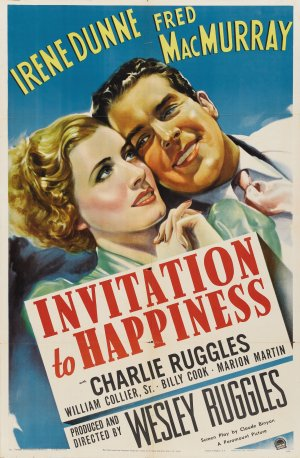 IRENE DUNNE
FRED
MACMURRAY
INVITATION
to HAPPINESS
with CHARLIE RUGGLES
WILLIAM COLLIER, Sr. · BILLY COOK · MARION MARTIN
PRODUCED AND
DIRECTED BY WESLEY RUGGLES
Screen Play by Claude Binyon
A Paramount Picture